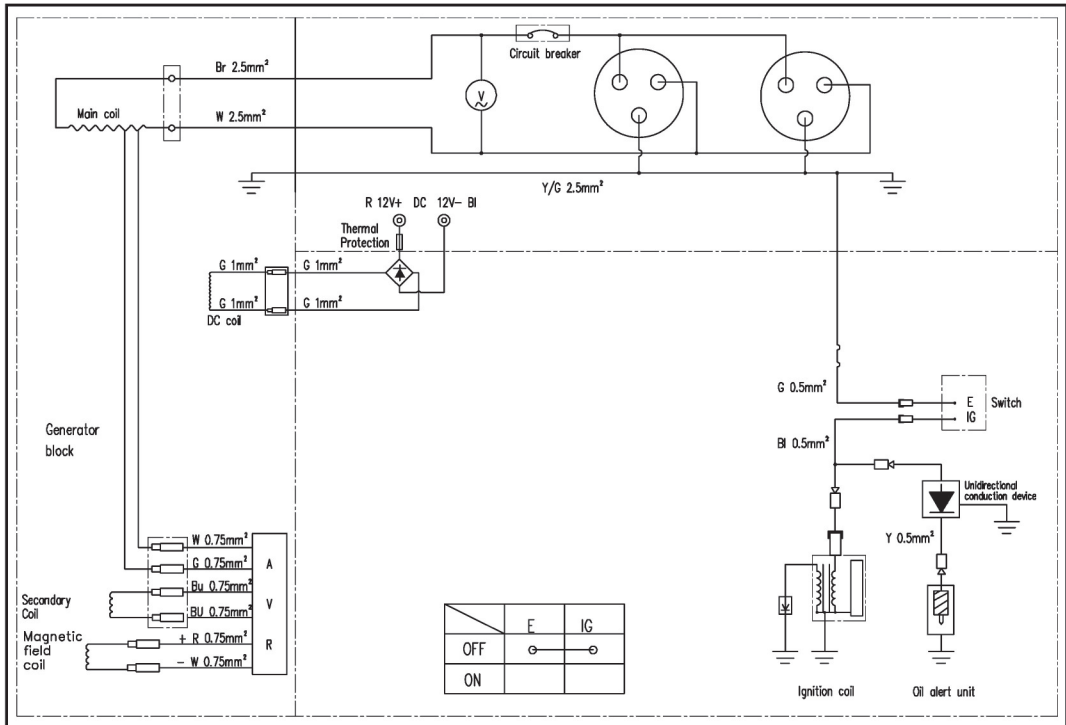 Circuit breaker
Br 2.5mm²
Main coil
W 2.5mm²
V
Y/G 2.5mm²
R 12V+ DC 12V- Bl
Thermal
Protection
G 1mm² G 1mm²
G 1mm² G 1mm²
DC coil
G 0.5mm²
E Switch
IG
Bl 0.5mm²
Generator
block
Unidirectional
conduction device
Y 0.5mm²
W 0.75mm²
G 0.75mm² A
Bu 0.75mm²
Secondary
Coil
V
BU 0.75mm²
Magnetic
field
coil
+ R 0.75mm² R
- W 0.75mm²
E IG
OFF
ON
Ignition coil
Oil alert unit